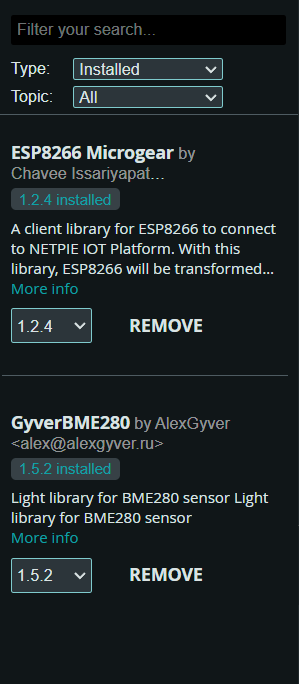 Filter your search...
Type: Installed
Topic: All
ESP8266 Microgear by
Chavee Issariyapat...
1.2.4 installed
A client library for ESP8266 to connect
to NETPIE IOT Platform. With this
library, ESP8266 will be transformed...
More info
1.2.4 REMOVE
GyverBME280 by AlexGyver
<alex@alexgyver.ru>
1.5.2 installed
Light library for BME280 sensor Light
library for BME280 sensor
More info
1.5.2 REMOVE